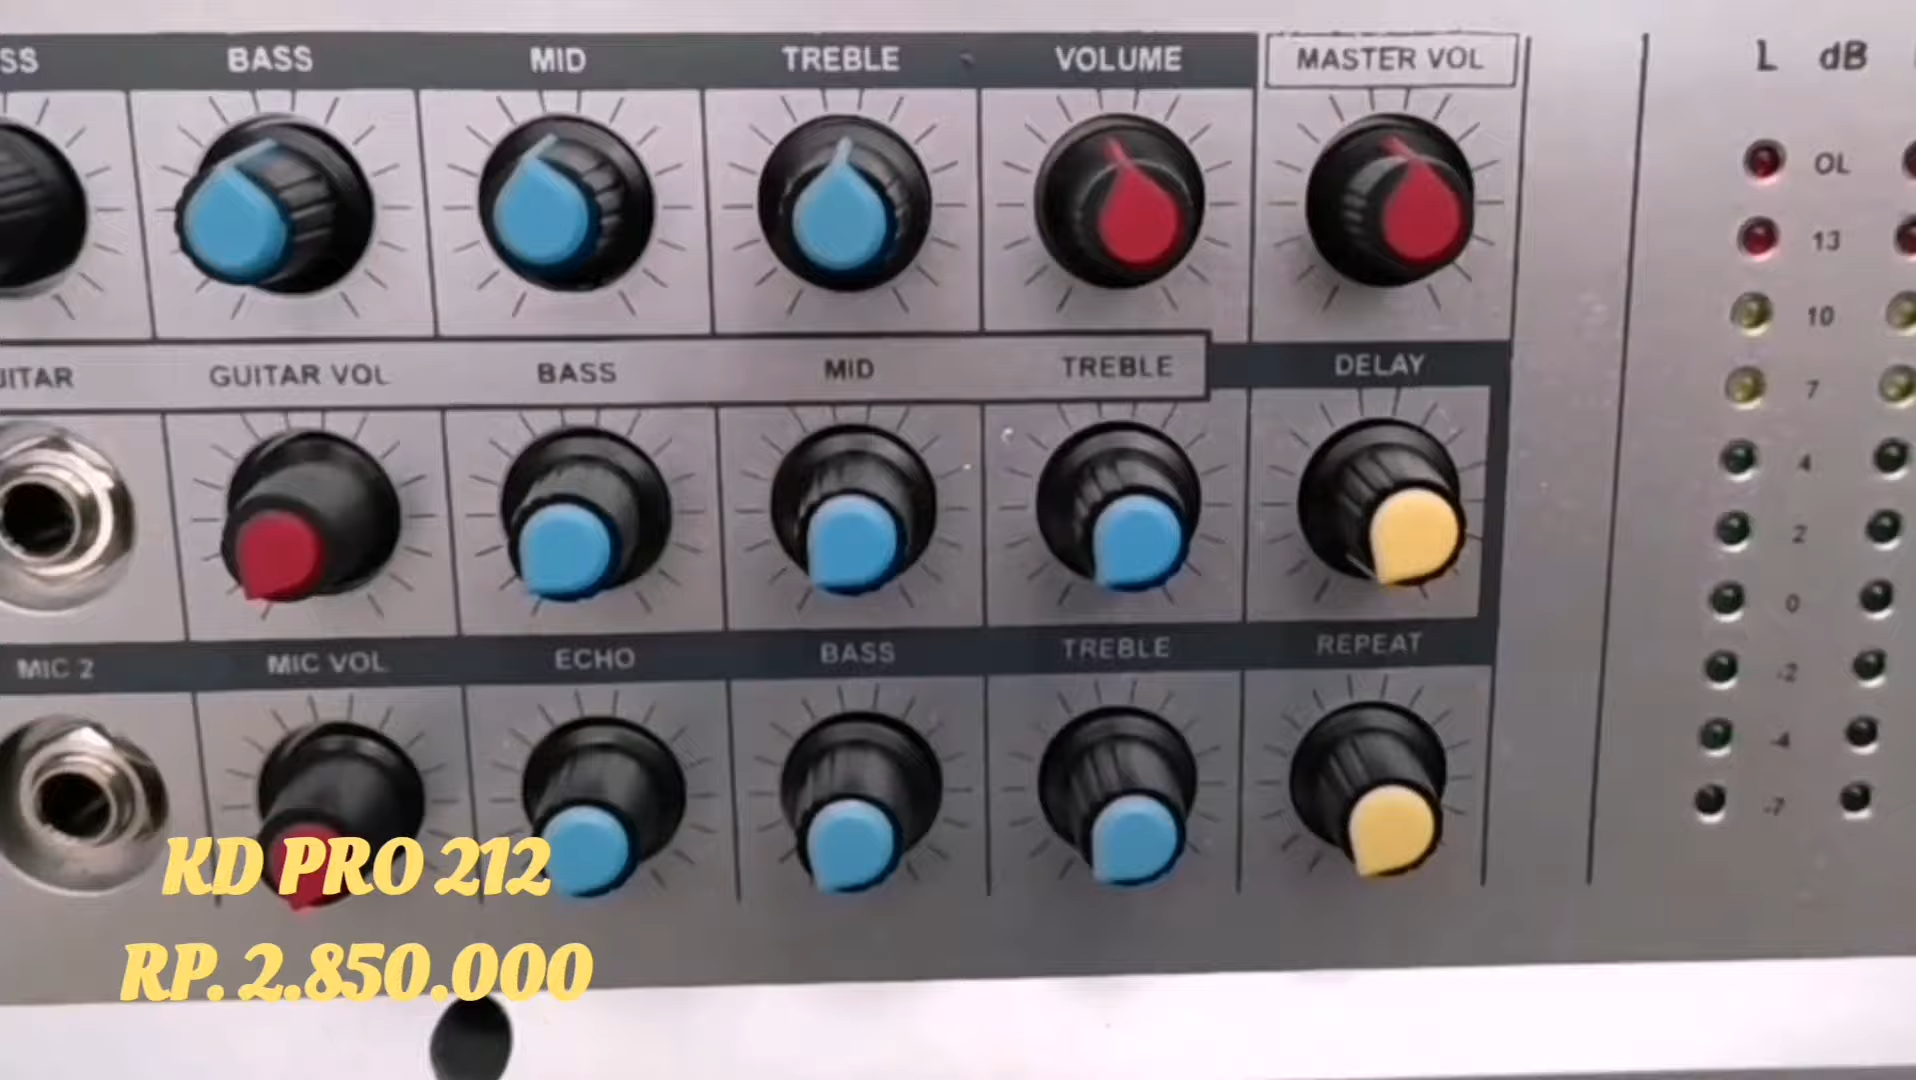 SS BASS MID TREBLE VOLUME MASTER VOL
L dB
OL
13
10
7
ITAR GUITAR VOL BASS MID TREBLE DELAY
4
2
0
MIC 2 MIC VOL ECHO BASS TREBLE REPEAT
-2
-4
-7
KD PRO 212
RP. 2.850.000